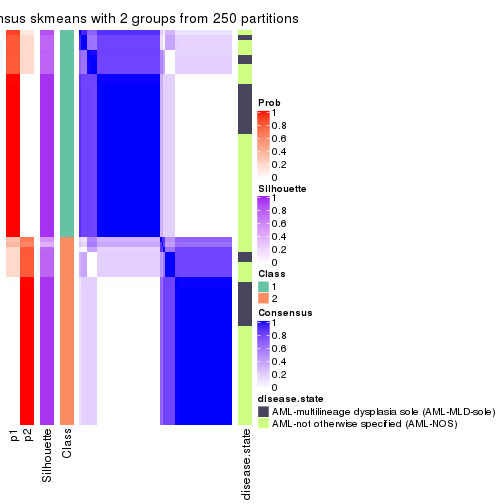 nsus skmeans with 2 groups from 250 partitions
Prob
1
0.8
0.6
0.4
0.2
0
Silhouette
1
0.8
0.6
0.4
0.2
0
Class
1
2
Consensus
1
0.8
0.6
0.4
0.2
0
disease.state
AML-multilineage dysplasia sole (AML-MLD-sole)
AML-not otherwise specified (AML-NOS)
p1
p2
Silhouette
Class
disease.state